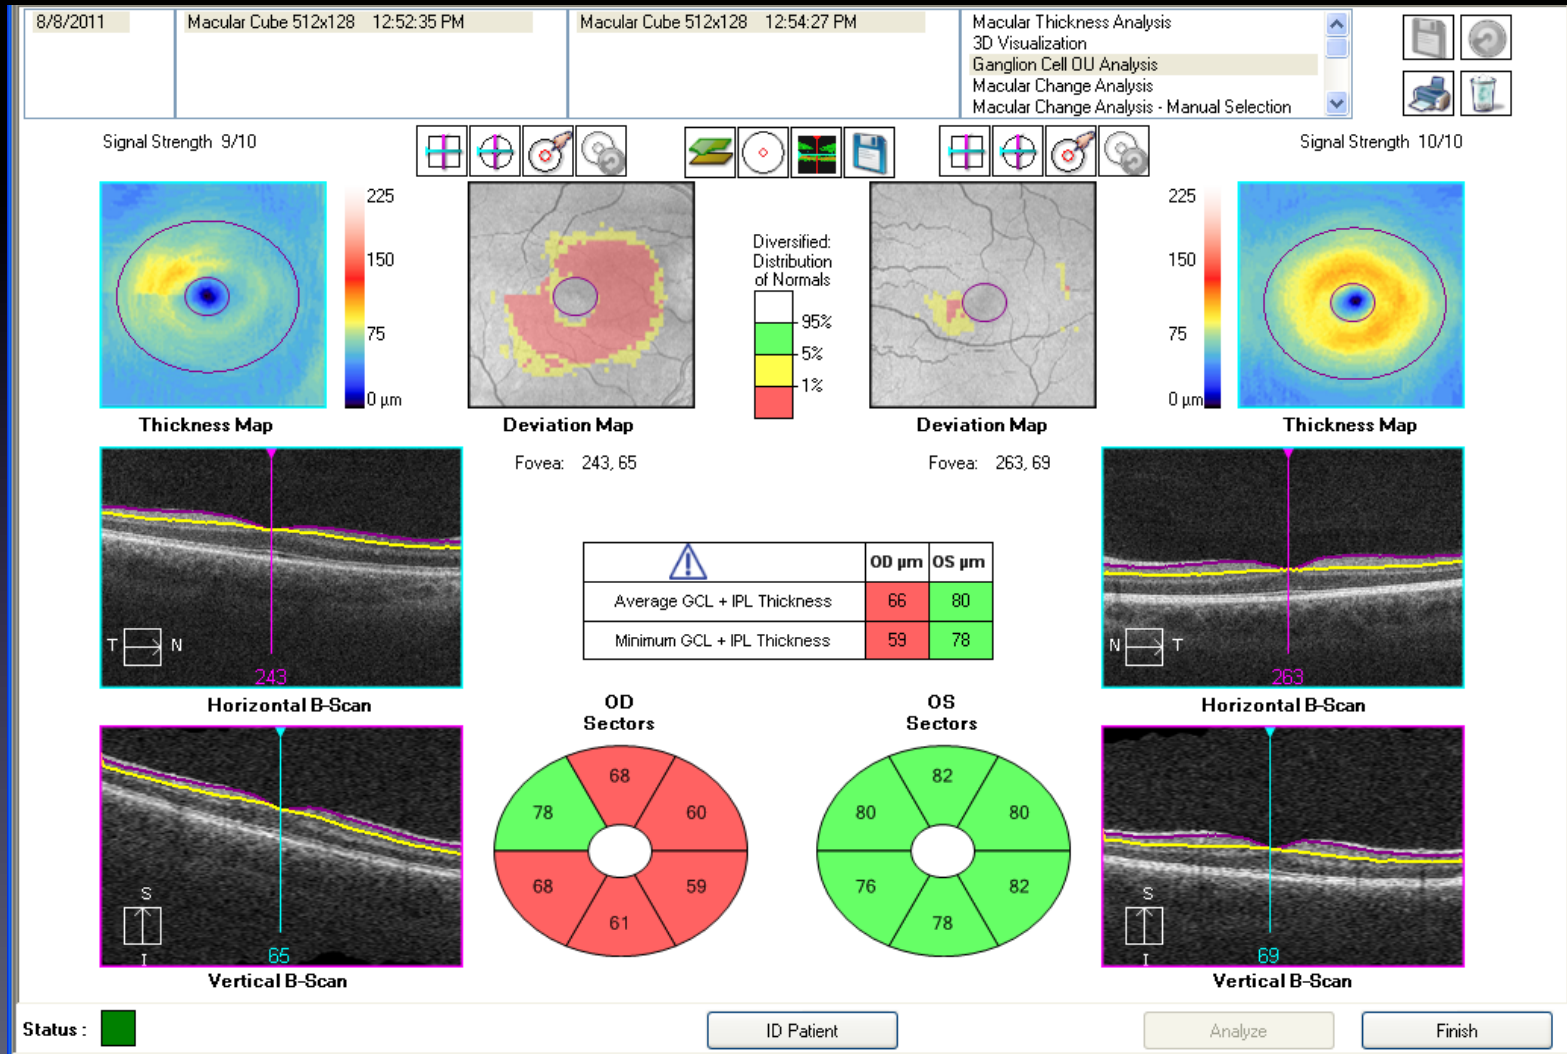 8/8/2011
Macular Cube 512x128 12:52:35 PM
Macular Cube 512x128 12:54:27 PM
Macular Thickness Analysis
3D Visualization
Ganglion Cell OU Analysis
Macular Change Analysis
Macular Change Analysis - Manual Selection
Signal Strength 9/10
Signal Strength 10/10
225
150
75
0 µm
Thickness Map
Deviation Map
Fovea: 243, 65
Diversified:
Distribution
of Normals
95%
5%
1%
Deviation Map
Fovea: 263, 69
225
150
75
0 µm
Thickness Map
T N
243
Horizontal B-Scan
OD µm OS µm
Average GCL + IPL Thickness 66 80
Minimum GCL + IPL Thickness 59 78
N T
263
Horizontal B-Scan
S
I
65
Vertical B-Scan
OD
Sectors
68
78 60
68 59
61
OS
Sectors
82
80 80
76 82
78
S
I
69
Vertical B-Scan
Status :
ID Patient
Analyze
Finish